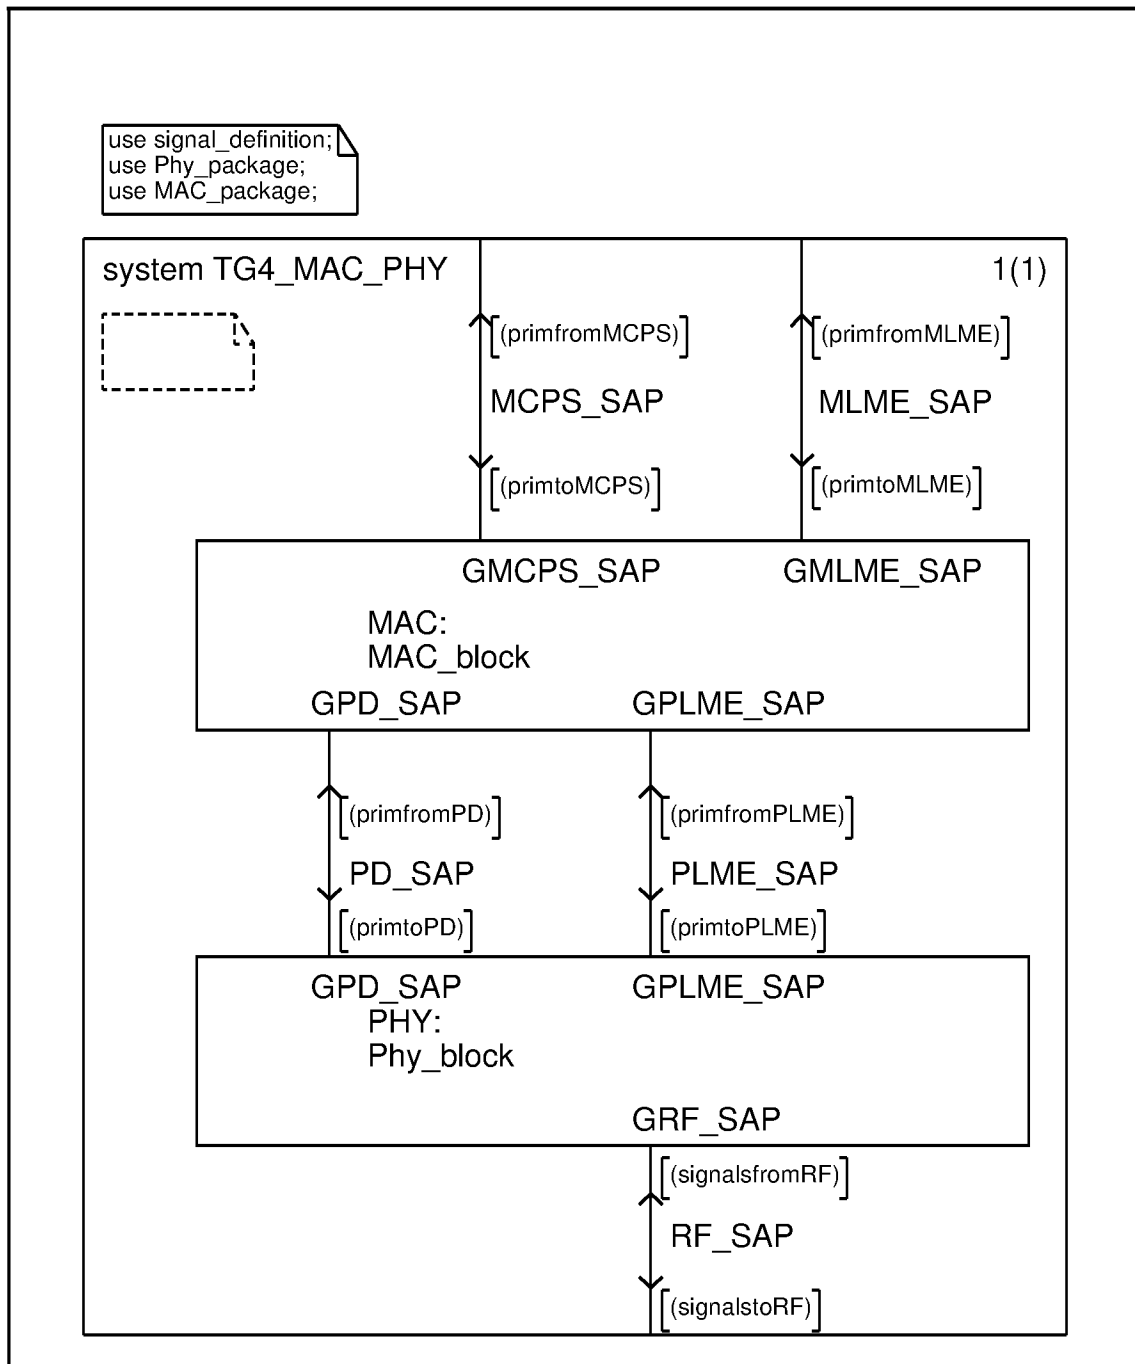 use signal_definition;
use Phy_package;
use MAC_package;
system TG4_MAC_PHY 1(1)
[(primfromMCPS)] [(primfromMLME)]
MCPS_SAP MLME_SAP
[(primtoMCPS)] [(primtoMLME)]
GMCPS_SAP GMLME_SAP
MAC:
MAC_block
GPD_SAP GPLME_SAP
[(primfromPD)] [(primfromPLME)]
PD_SAP PLME_SAP
[(primtoPD)] [(primtoPLME)]
GPD_SAP GPLME_SAP
PHY:
Phy_block
GRF_SAP
[(signalsfromRF)]
RF_SAP
[(signalstoRF)]